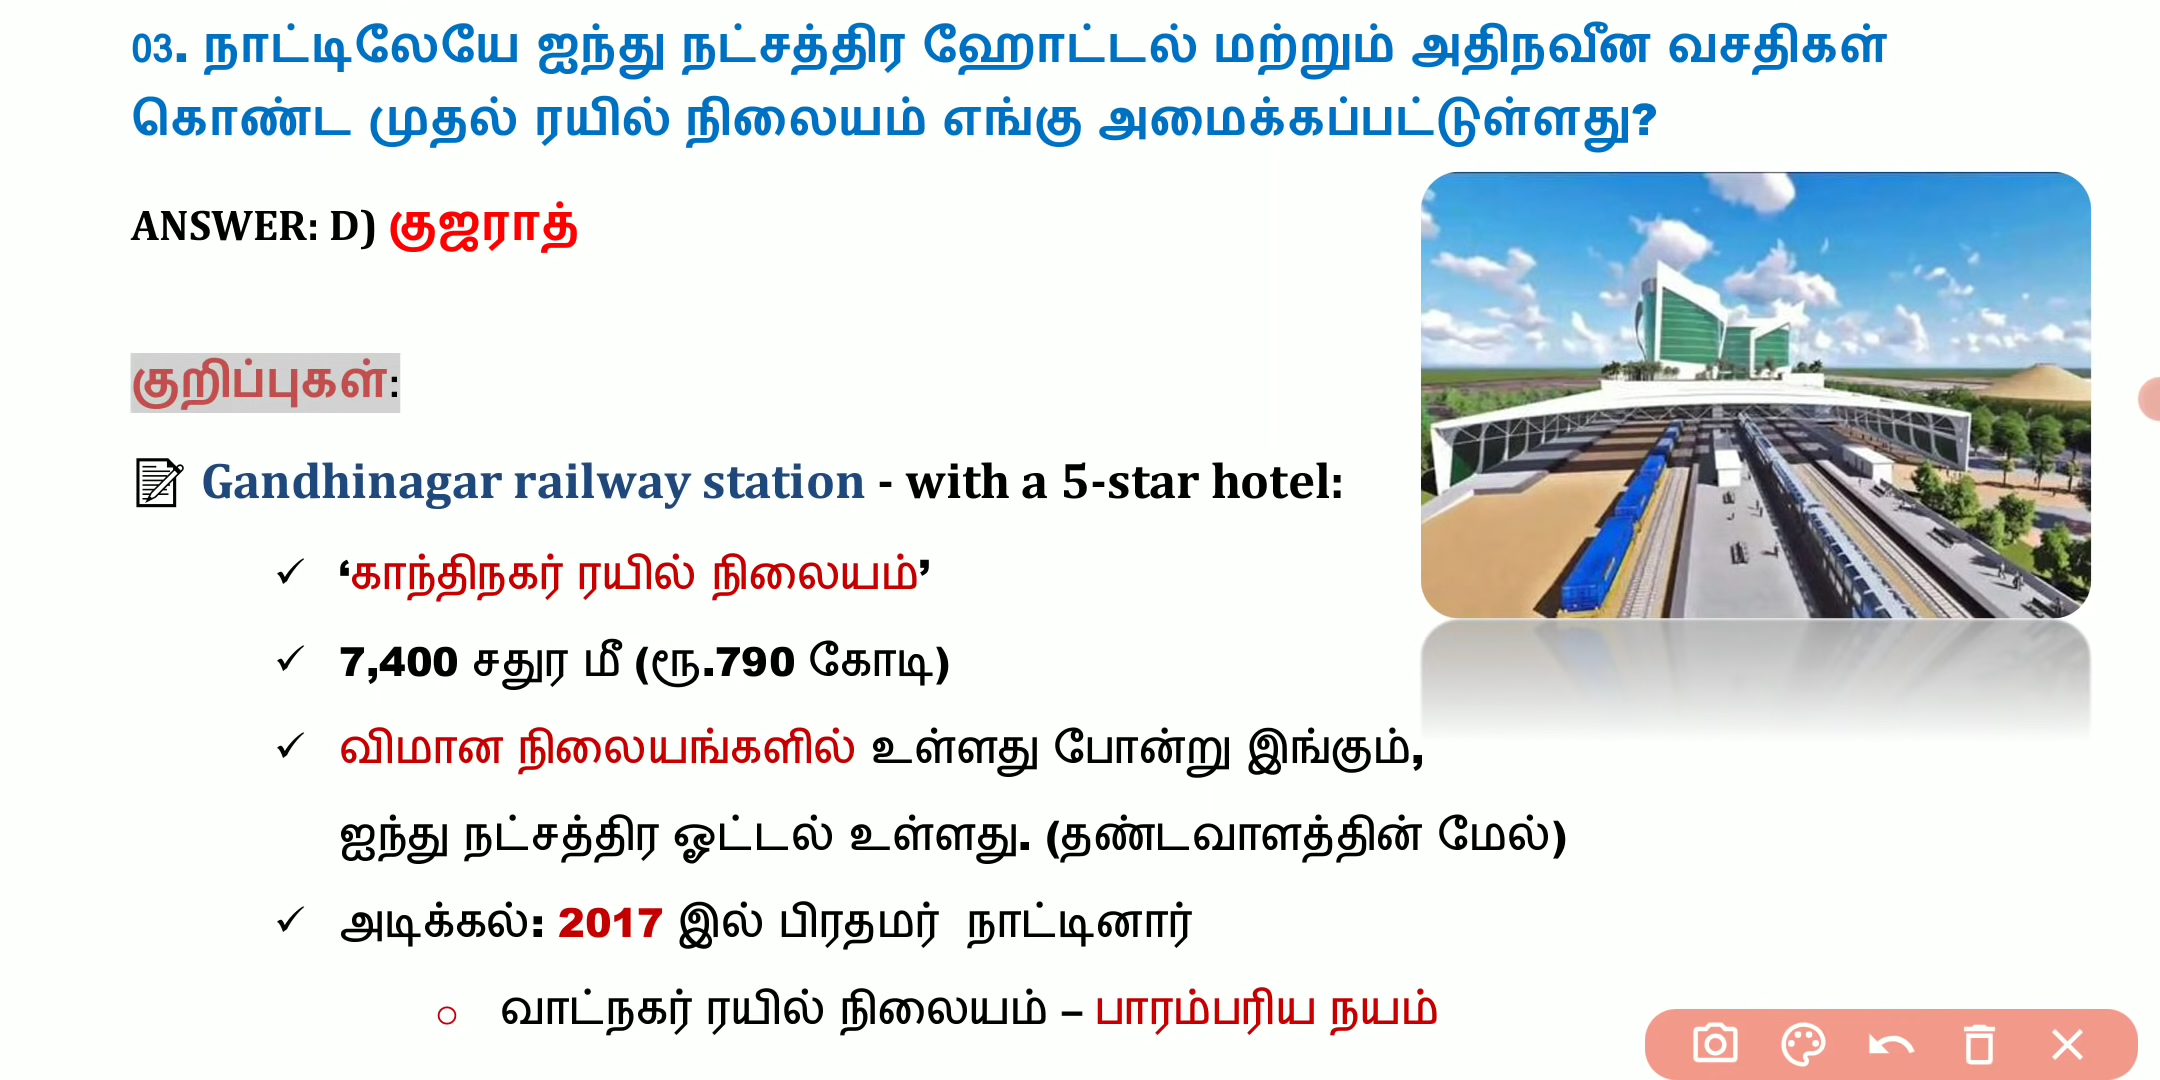 03. நாட்டிலேயே ஐந்து நட்சத்திர ஹோட்டல் மற்றும் அதிநவீன வசதிகள்
கொண்ட முதல் ரயில் நிலையம் எங்கு அமைக்கப்பட்டுள்ளது?
ANSWER: D) குஜராத்
குறிப்புகள்:
Gandhinagar railway station - with a 5-star hotel:
✓ ‘காந்திநகர் ரயில் நிலையம்’
✓ 7,400 சதுர மீ (ரூ.790 கோடி)
✓ விமான நிலையங்களில் உள்ளது போன்று இங்கும்,
ஐந்து நட்சத்திர ஓட்டல் உள்ளது. (தண்டவாளத்தின் மேல்)
✓ அடிக்கல்: 2017 இல் பிரதமர் நாட்டினார்
o வாட்நகர் ரயில் நிலையம் – பாரம்பரிய நயம்